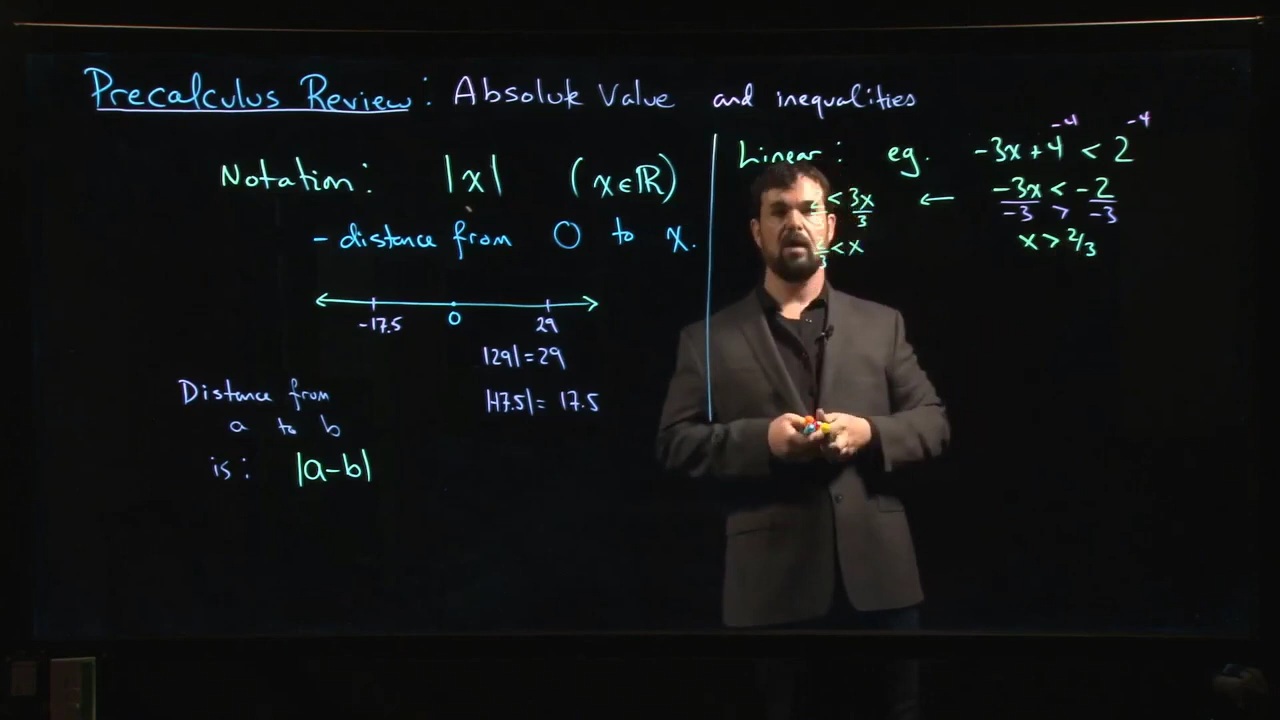 Precalculus Review: Absolute Value and inequalities
Notation: |x| (x∈ℝ)
- distance from 0 to x.
-17.5 0 29
|29| = 29
|-17.5| = 17.5
Distance from
a to b
is: |a-b|
Linear: eg. -3x + 4 < 2
-4 -4
-3x < -2
-3 > -3
x > 2/3
←
< 3x
3
3 < x